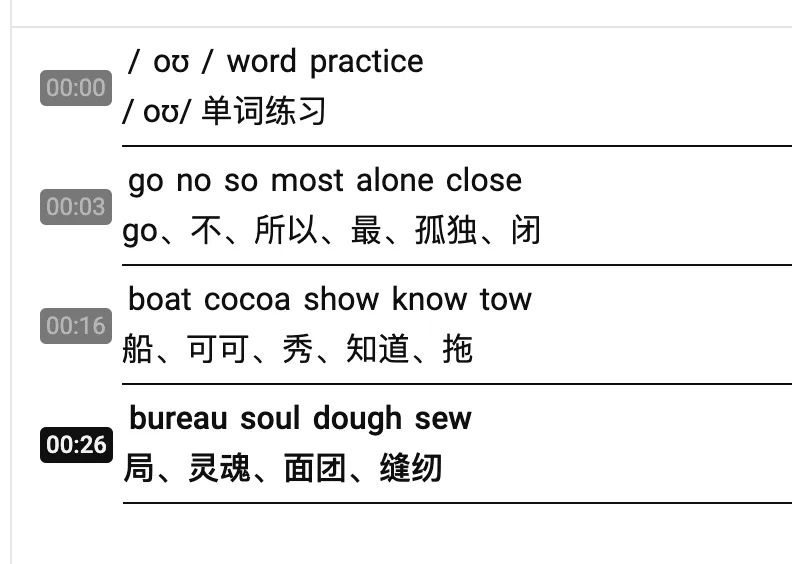 00:00
/ oʊ / word practice
/ oʊ/ 单词练习
00:03
go no so most alone close
go、不、所以、最、孤独、闭
00:16
boat cocoa show know tow
船、可可、秀、知道、拖
00:26
bureau soul dough sew
局、灵魂、面团、缝纫